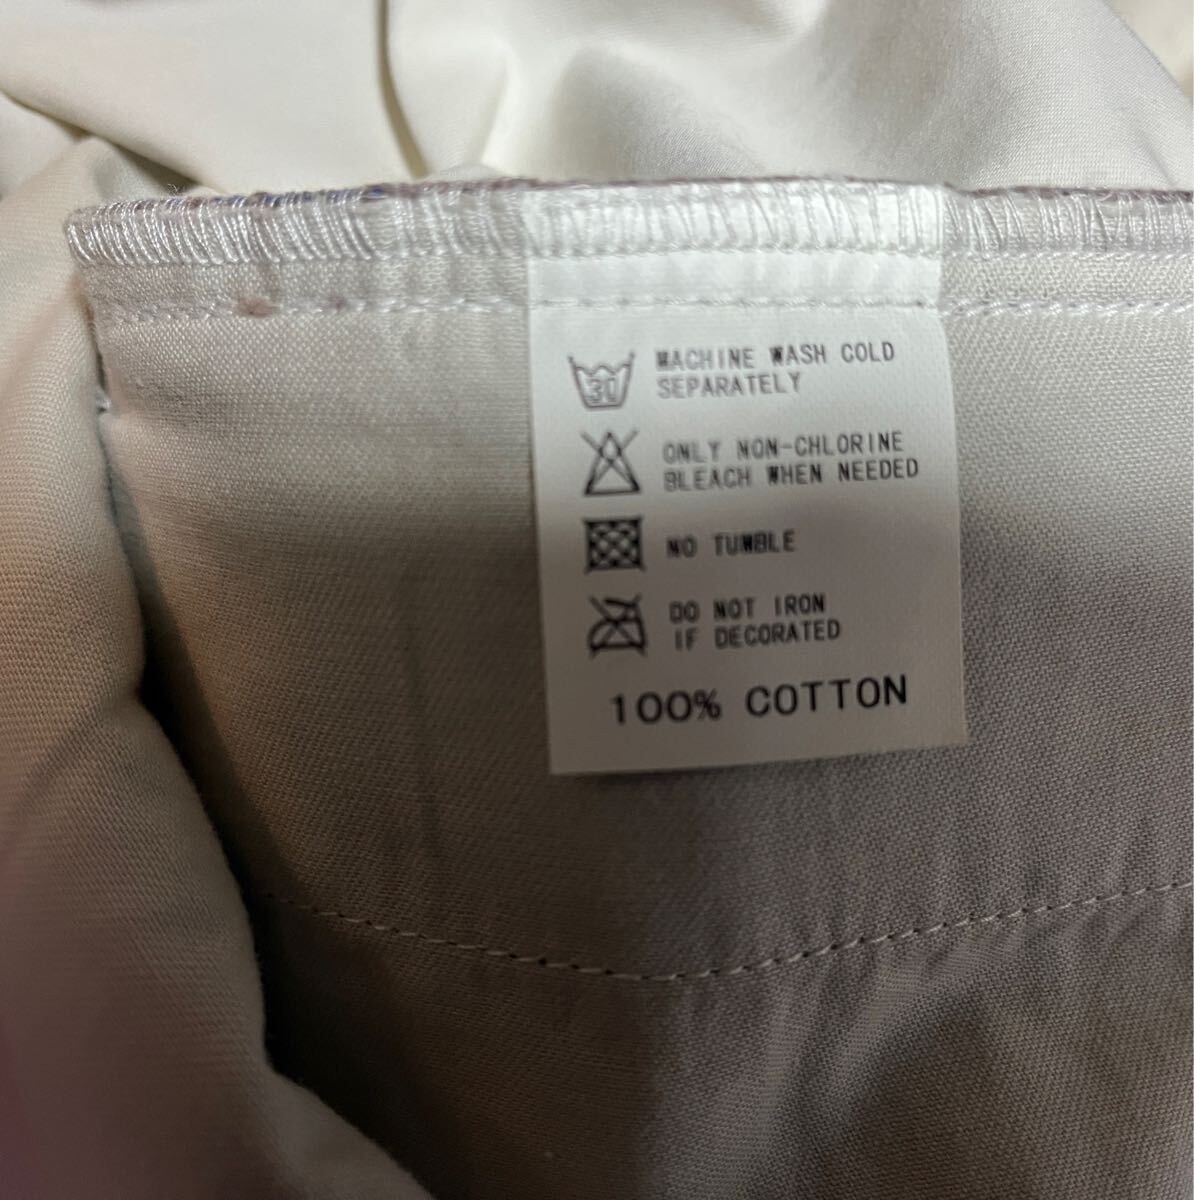 30 MACHINE WASH COLD
SEPARATELY
ONLY NON-CHLORINE
BLEACH WHEN NEEDED
NO TUMBLE
DO NOT IRON
IF DECORATED
100% COTTON